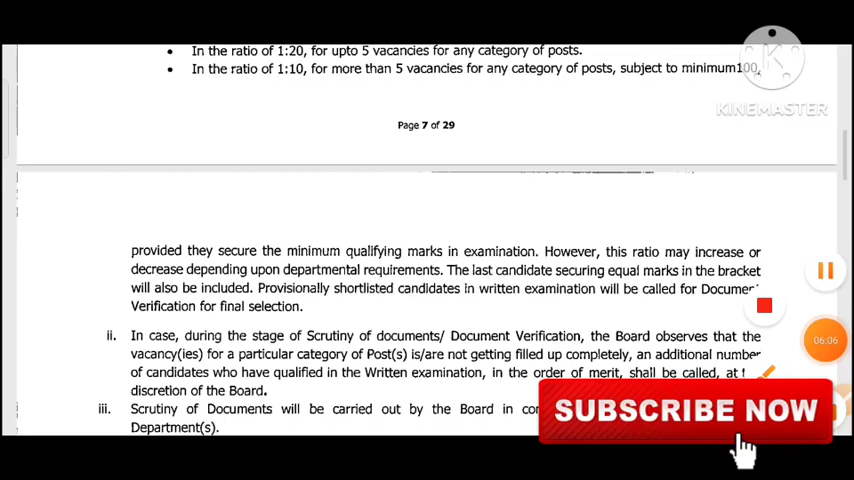 • In the ratio of 1:20, for upto 5 vacancies for any category of posts.
• In the ratio of 1:10, for more than 5 vacancies for any category of posts, subject to minimum100,
K
KINEMASTER
Page 7 of 29
provided they secure the minimum qualifying marks in examination. However, this ratio may increase or
decrease depending upon departmental requirements. The last candidate securing equal marks in the bracket
will also be included. Provisionally shortlisted candidates in written examination will be called for Document
Verification for final selection.
06:06
ii. In case, during the stage of Scrutiny of documents/ Document Verification, the Board observes that the
vacancy(ies) for a particular category of Post(s) is/are not getting filled up completely, an additional number
of candidates who have qualified in the Written examination, in the order of merit, shall be called, at
discretion of the Board.
iii. Scrutiny of Documents will be carried out by the Board in
Department(s).
SUBSCRIBE NOW